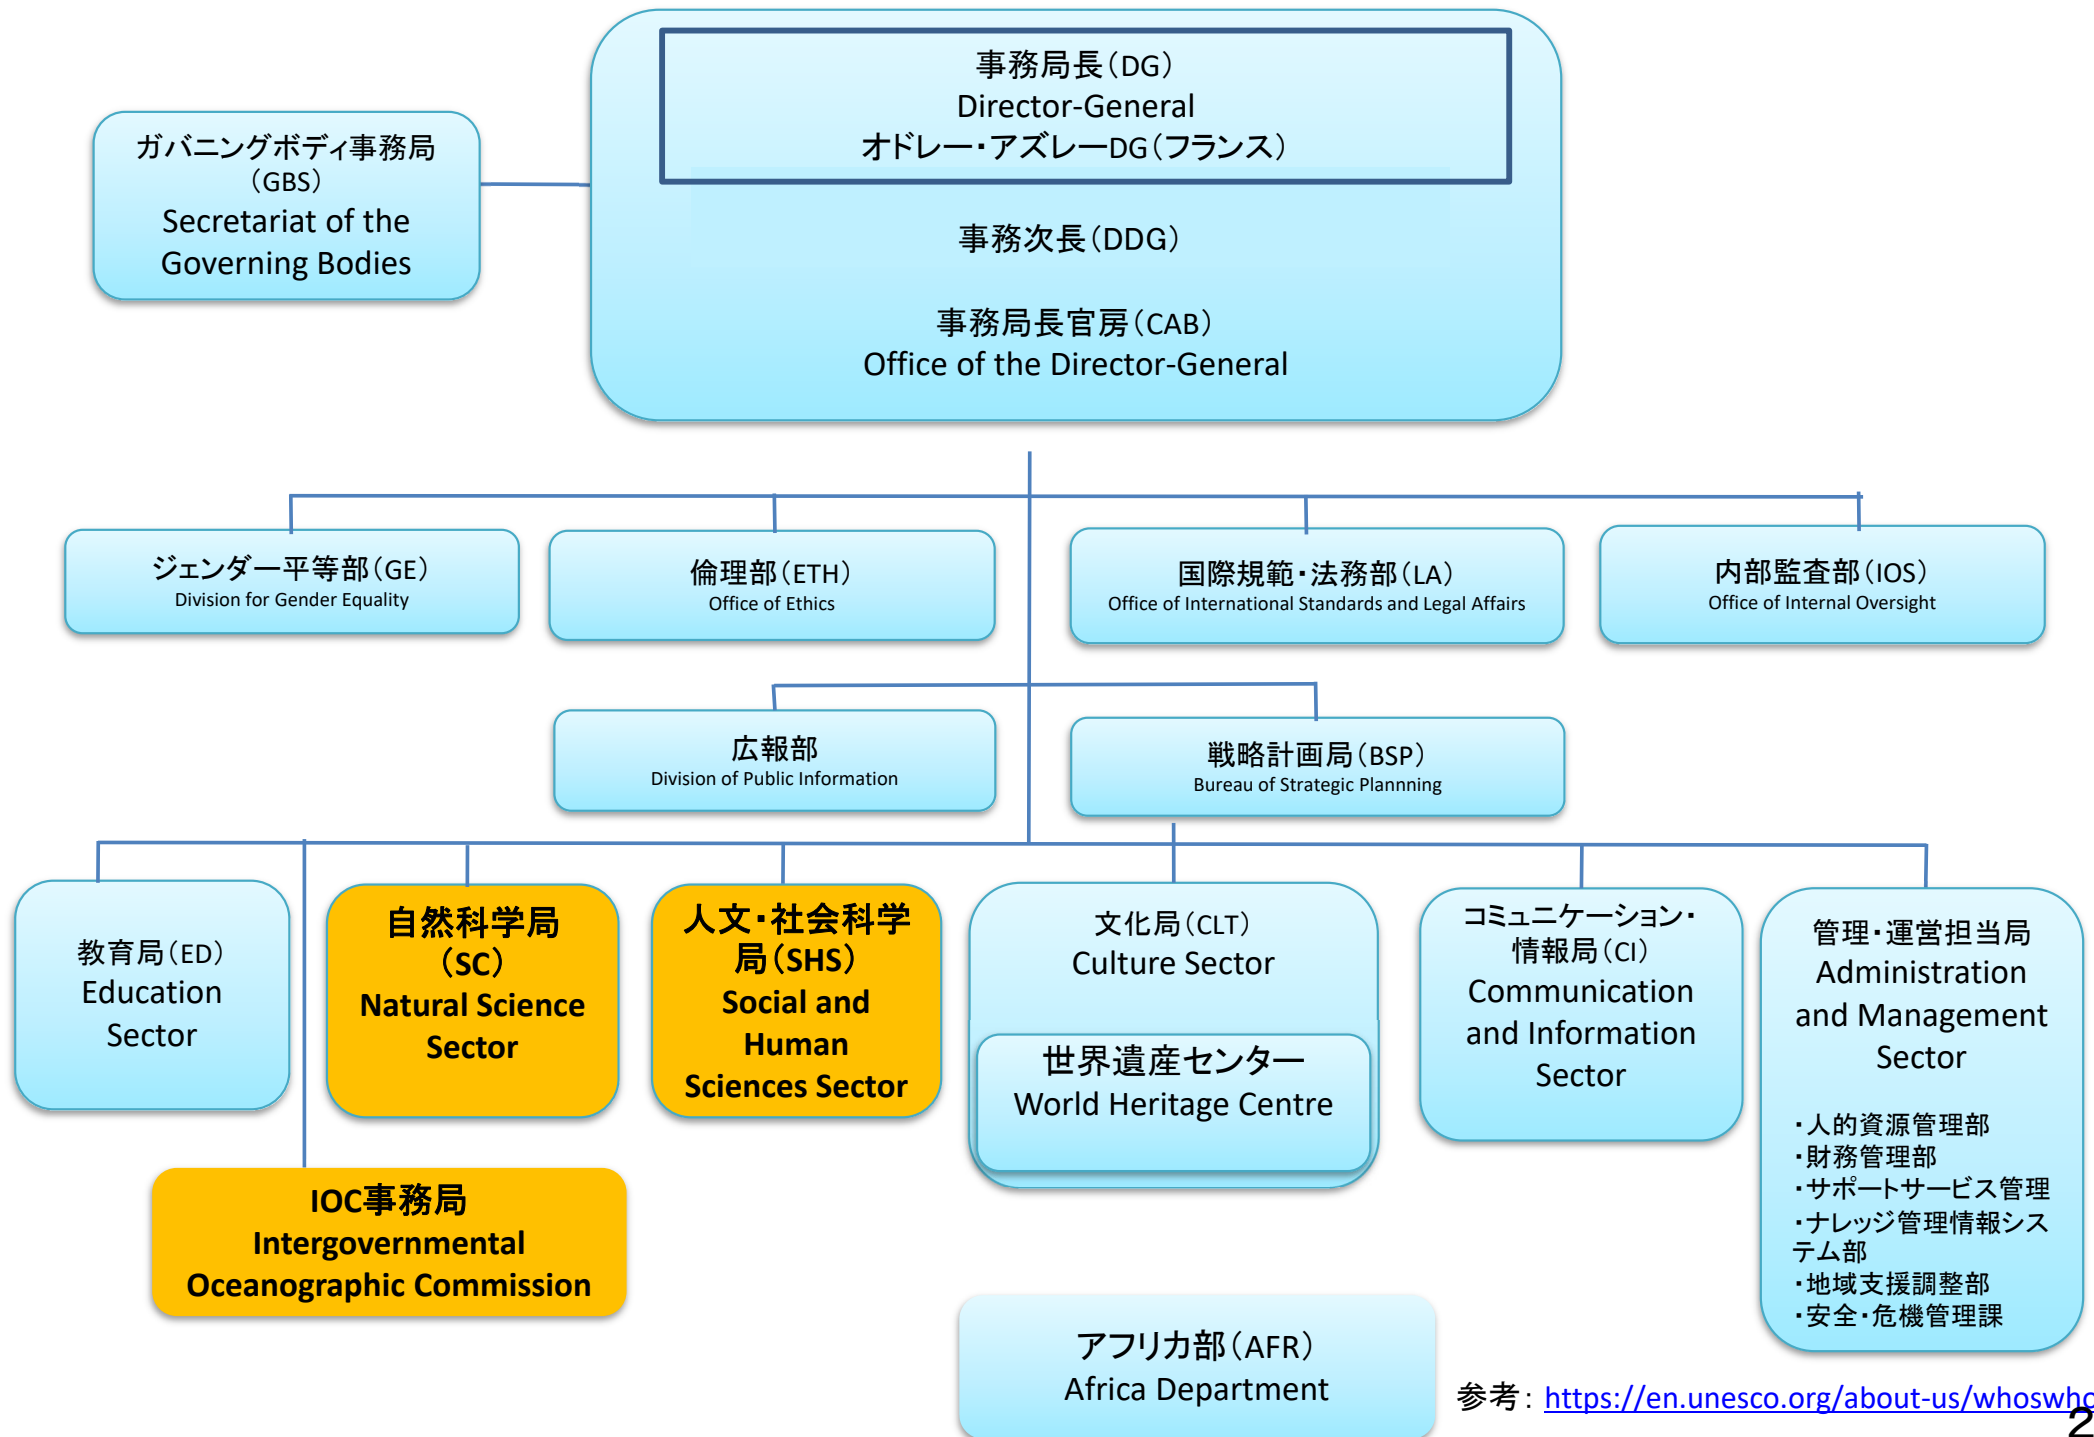 事務局長(DG)
Director-General
オドレー・アズレーDG(フランス)
ガバニングボディ事務局
(GBS)
Secretariat of the
Governing Bodies
事務次長(DDG)
事務局長官房(CAB)
Office of the Director-General
ジェンダー平等部(GE)
Division for Gender Equality
倫理部(ETH)
Office of Ethics
国際規範・法務部(LA)
Office of International Standards and Legal Affairs
内部監査部(IOS)
Office of Internal Oversight
広報部
Division of Public Information
戦略計画局(BSP)
Bureau of Strategic Plannning
教育局(ED)
Education
Sector
自然科学局
(SC)
Natural Science
Sector
人文・社会科学
局(SHS)
Social and
Human
Sciences Sector
文化局(CLT)
Culture Sector
世界遺産センター
World Heritage Centre
コミュニケーション・
情報局(CI)
Communication
and Information
Sector
管理・運営担当局
Administration
and Management
Sector
・人的資源管理部
・財務管理部
・サポートサービス管理
・ナレッジ管理情報シス
テム部
・地域支援調整部
・安全・危機管理課
IOC事務局
Intergovernmental
Oceanographic Commission
アフリカ部(AFR)
Africa Department
参考: https://en.unesco.org/about-us/whoswho
2